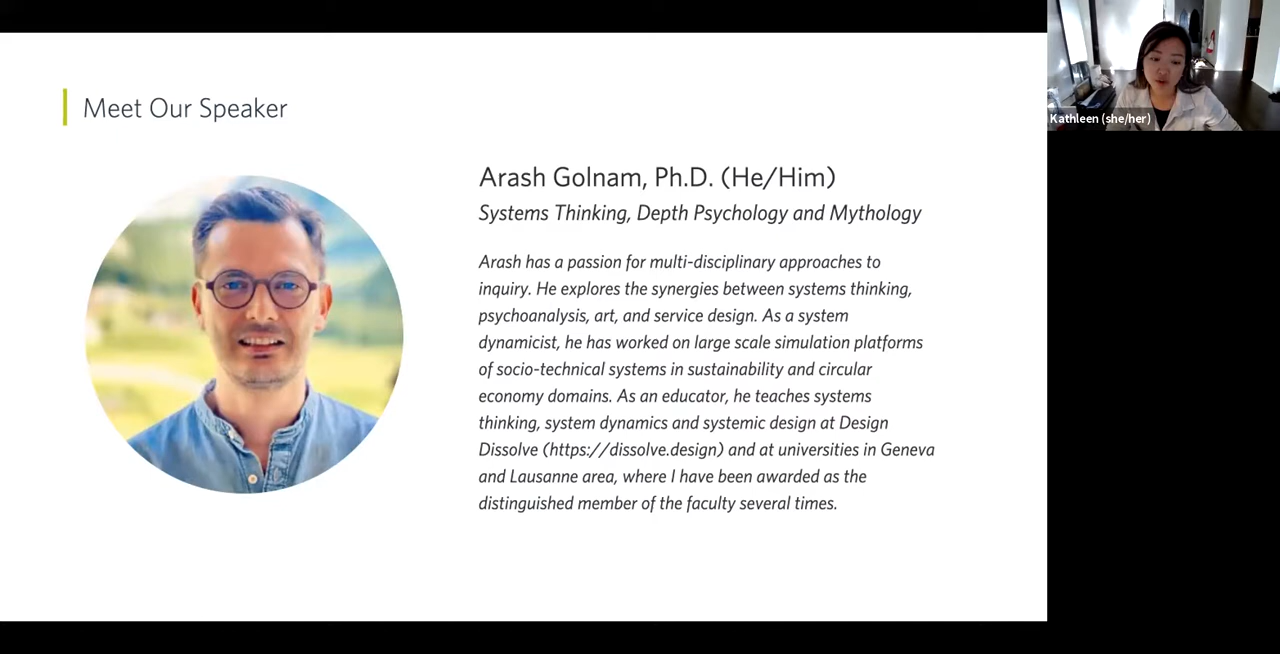 Meet Our Speaker
Arash Golnam, Ph.D. (He/Him)
Systems Thinking, Depth Psychology and Mythology
Arash has a passion for multi-disciplinary approaches to
inquiry. He explores the synergies between systems thinking,
psychoanalysis, art, and service design. As a system
dynamicist, he has worked on large scale simulation platforms
of socio-technical systems in sustainability and circular
economy domains. As an educator, he teaches systems
thinking, system dynamics and systemic design at Design
Dissolve (https://dissolve.design) and at universities in Geneva
and Lausanne area, where I have been awarded as the
distinguished member of the faculty several times.
Kathleen (she/her)